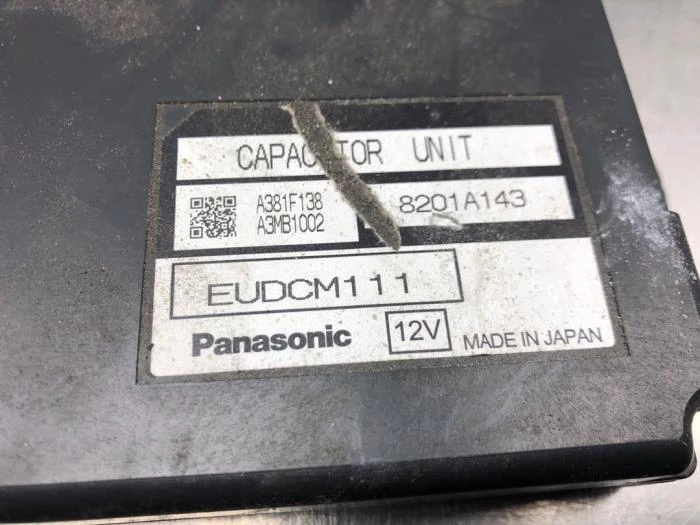 CAPACITOR UNIT
A381F138
A3MB1002
8201A143
EUDCM111
Panasonic 12V MADE IN JAPAN